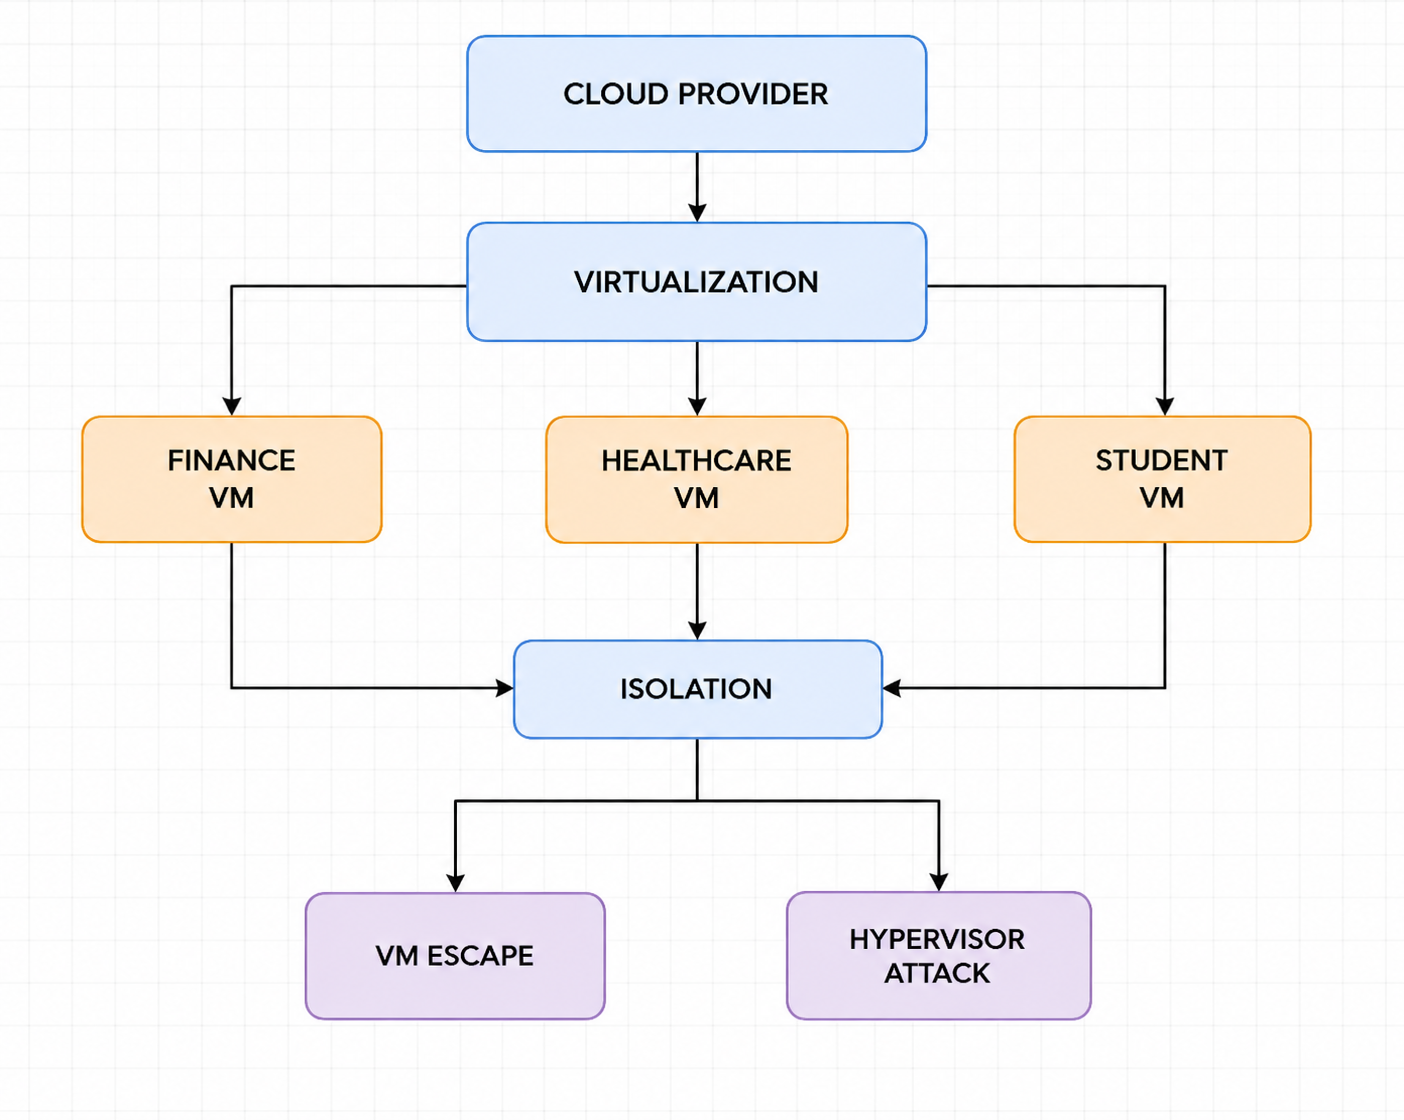 CLOUD PROVIDER
VIRTUALIZATION
FINANCE
VM
HEALTHCARE
VM
STUDENT
VM
ISOLATION
VM ESCAPE
HYPERVISOR
ATTACK